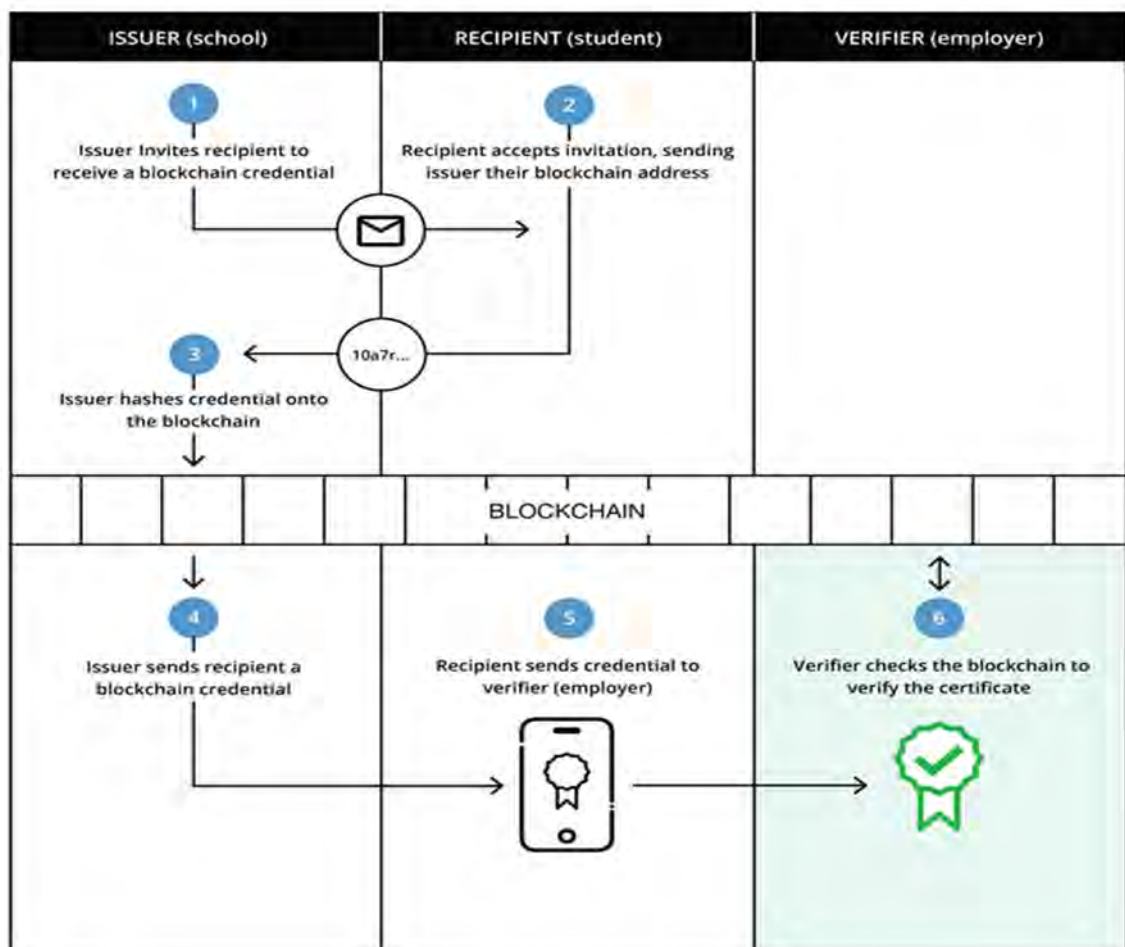 ISSUER (school)
RECIPIENT (student)
VERIFIER (employer)
1
Issuer Invites recipient to
receive a blockchain credential
2
Recipient accepts invitation, sending
issuer their blockchain address
3
10a7r...
Issuer hashes credential onto
the blockchain
BLOCKCHAIN
4
Issuer sends recipient a
blockchain credential
5
Recipient sends credential to
verifier (employer)
6
Verifier checks the blockchain to
verify the certificate